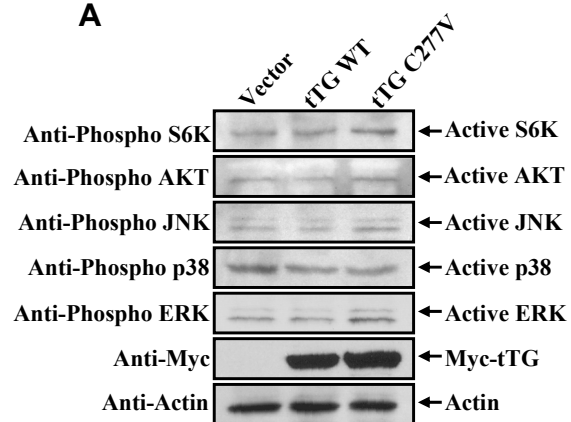 A
Vector tTG WT tTG C277V
Anti-Phospho S6K Active S6K
Anti-Phospho AKT Active AKT
Anti-Phospho JNK Active JNK
Anti-Phospho p38 Active p38
Anti-Phospho ERK Active ERK
Anti-Myc Myc-tTG
Anti-Actin Actin